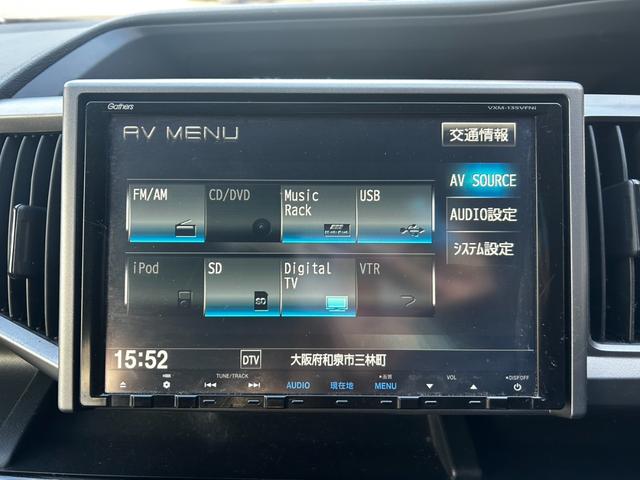 Gathers VXM-135VFNi
AV MENU 交通情報
FM/AM CD/DVD Music Rack USB AV SOURCE
AUDIO設定
iPod SD Digital TV VTR システム設定
SD
15:52 DTV 大阪府和泉市三林町
TUNE/TRACK AUDIO 現在地 MENU VOL